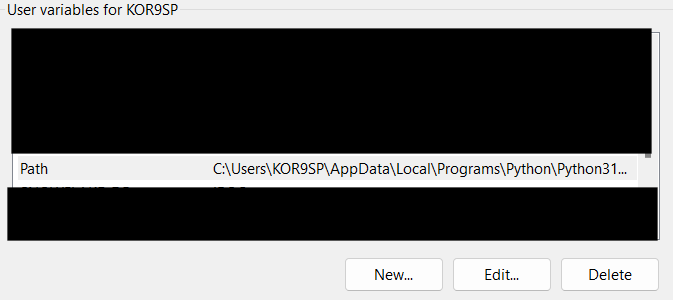 User variables for KOR9SP
Path C:\Users\KOR9SP\AppData\Local\Programs\Python\Python31...
New... Edit... Delete